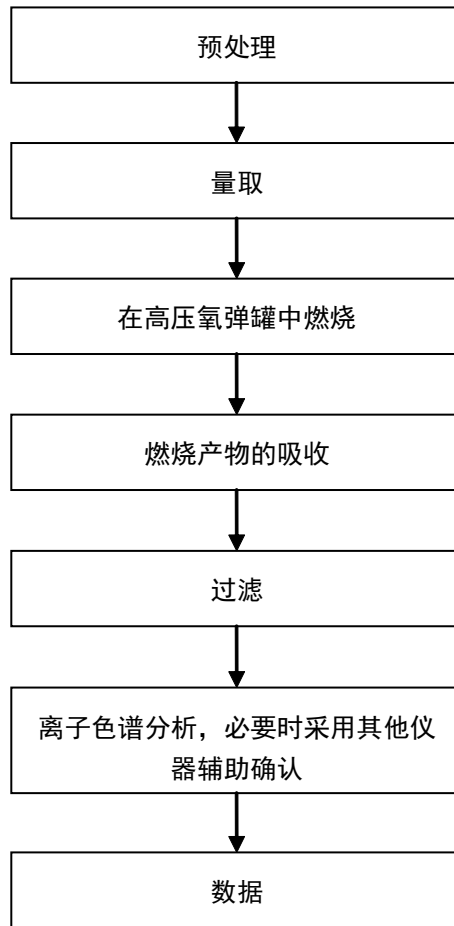 预处理
量取
在高压氧弹罐中燃烧
燃烧产物的吸收
过滤
离子色谱分析，必要时采用其他仪
器辅助确认
数据